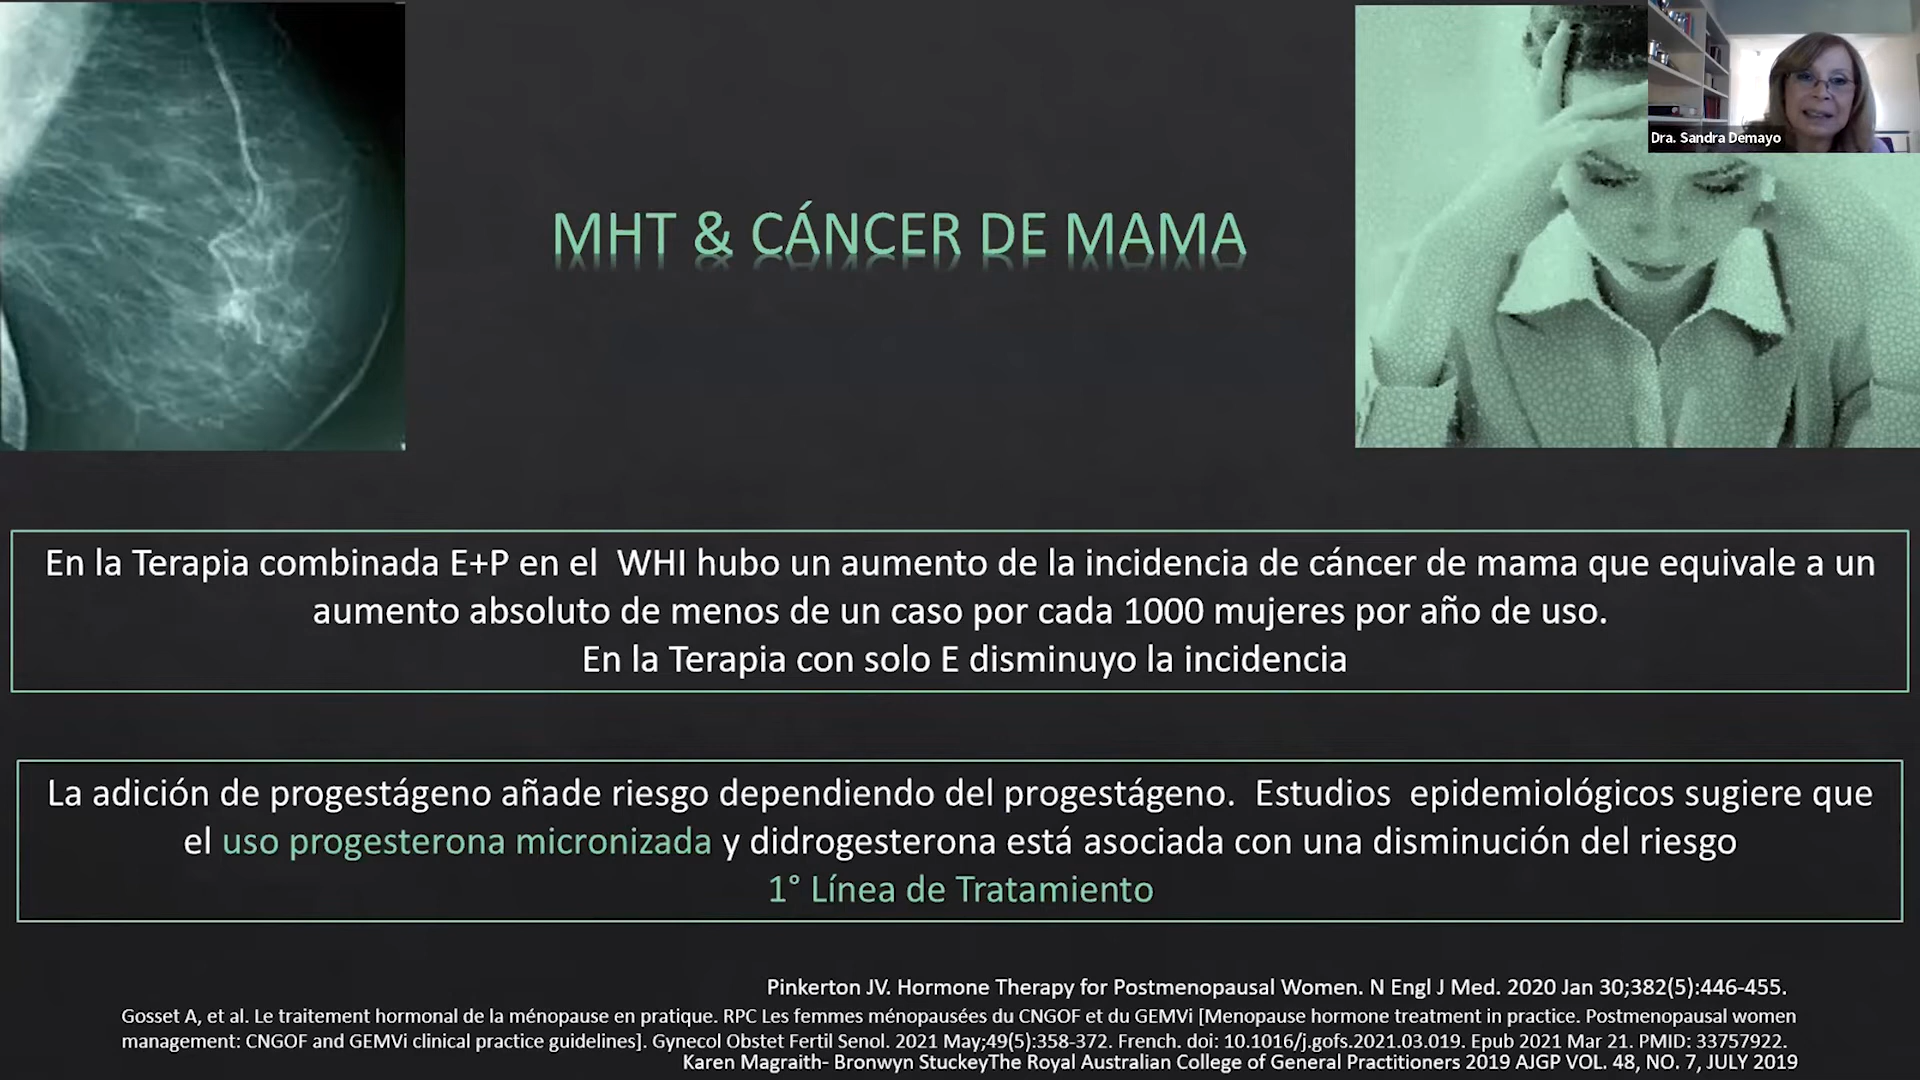 Dra. Sandra Demayo
MHT & CÁNCER DE MAMA
En la Terapia combinada E+P en el  WHI hubo un aumento de la incidencia de cáncer de mama que equivale a un
aumento absoluto de menos de un caso por cada 1000 mujeres por año de uso.
En la Terapia con solo E disminuyo la incidencia
La adición de progestágeno añade riesgo dependiendo del progestágeno.  Estudios  epidemiológicos sugiere que
el uso progesterona micronizada y didrogesterona está asociada con una disminución del riesgo
1° Línea de Tratamiento
Pinkerton JV. Hormone Therapy for Postmenopausal Women. N Engl J Med. 2020 Jan 30;382(5):446-455.
Gosset A, et al. Le traitement hormonal de la ménopause en pratique. RPC Les femmes ménopausées du CNGOF et du GEMVi [Menopause hormone treatment in practice. Postmenopausal women
management: CNGOF and GEMVi clinical practice guidelines]. Gynecol Obstet Fertil Senol. 2021 May;49(5):358-372. French. doi: 10.1016/j.gofs.2021.03.019. Epub 2021 Mar 21. PMID: 33757922.
Karen Magraith- Bronwyn StuckeyThe Royal Australian College of General Practitioners 2019 AJGP VOL. 48, NO. 7, JULY 2019